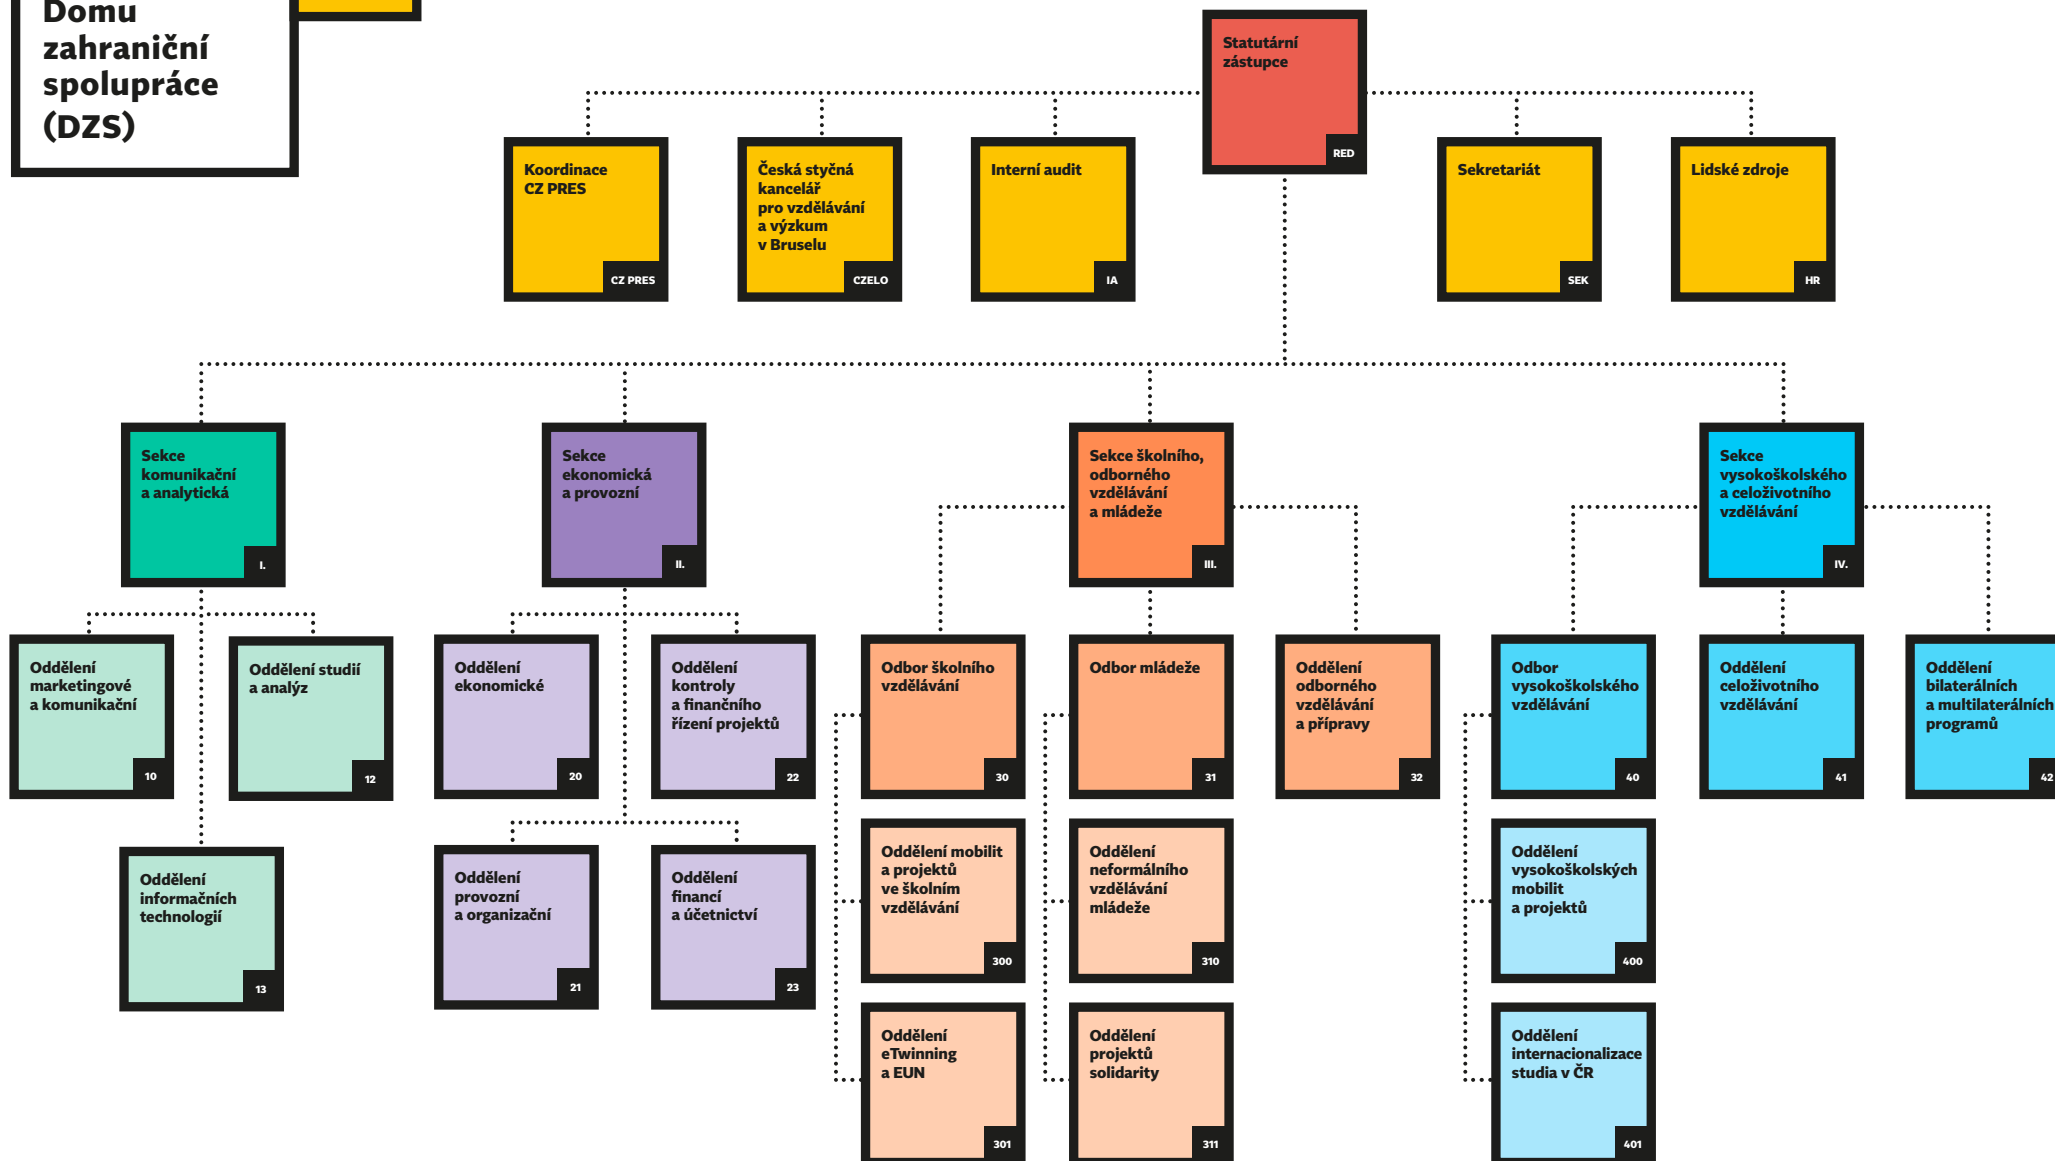 Domu
zahraniční
spolupráce
(DZS)
Statutární
zástupce
RED
Koordinace
CZ PRES
CZ PRES
Česká styčná
kancelář
pro vzdělávání
a výzkum
v Bruselu
CZELO
Interní audit
IA
Sekretariát
SEK
Lidské zdroje
HR
Sekce
komunikační
a analytická
I.
Sekce
ekonomická
a provozní
II.
Sekce školního,
odborného
vzdělávání
a mládeže
III.
Sekce
vysokoškolského
a celoživotního
vzdělávání
IV.
Oddělení
marketingové
a komunikační
10
Oddělení studií
a analýz
12
Oddělení
ekonomické
20
Oddělení
kontroly
a finančního
řízení projektů
22
Odbor školního
vzdělávání
30
Odbor mládeže
31
Oddělení
odborného
vzdělávání
a přípravy
32
Odbor
vysokoškolského
vzdělávání
40
Oddělení
celoživotního
vzdělávání
41
Oddělení
bilaterálních
a multilaterálních
programů
42
Oddělení
informačních
technologií
13
Oddělení
provozní
a organizační
21
Oddělení
financí
a účetnictví
23
Oddělení mobilit
a projektů
ve školním
vzdělávání
300
Oddělení
neformálního
vzdělávání
mládeže
310
Oddělení
vysokoškolských
mobilit
a projektů
400
Oddělení
eTwinning
a EUN
301
Oddělení
projektů
solidarity
311
Oddělení
internacionalizace
studia v ČR
401